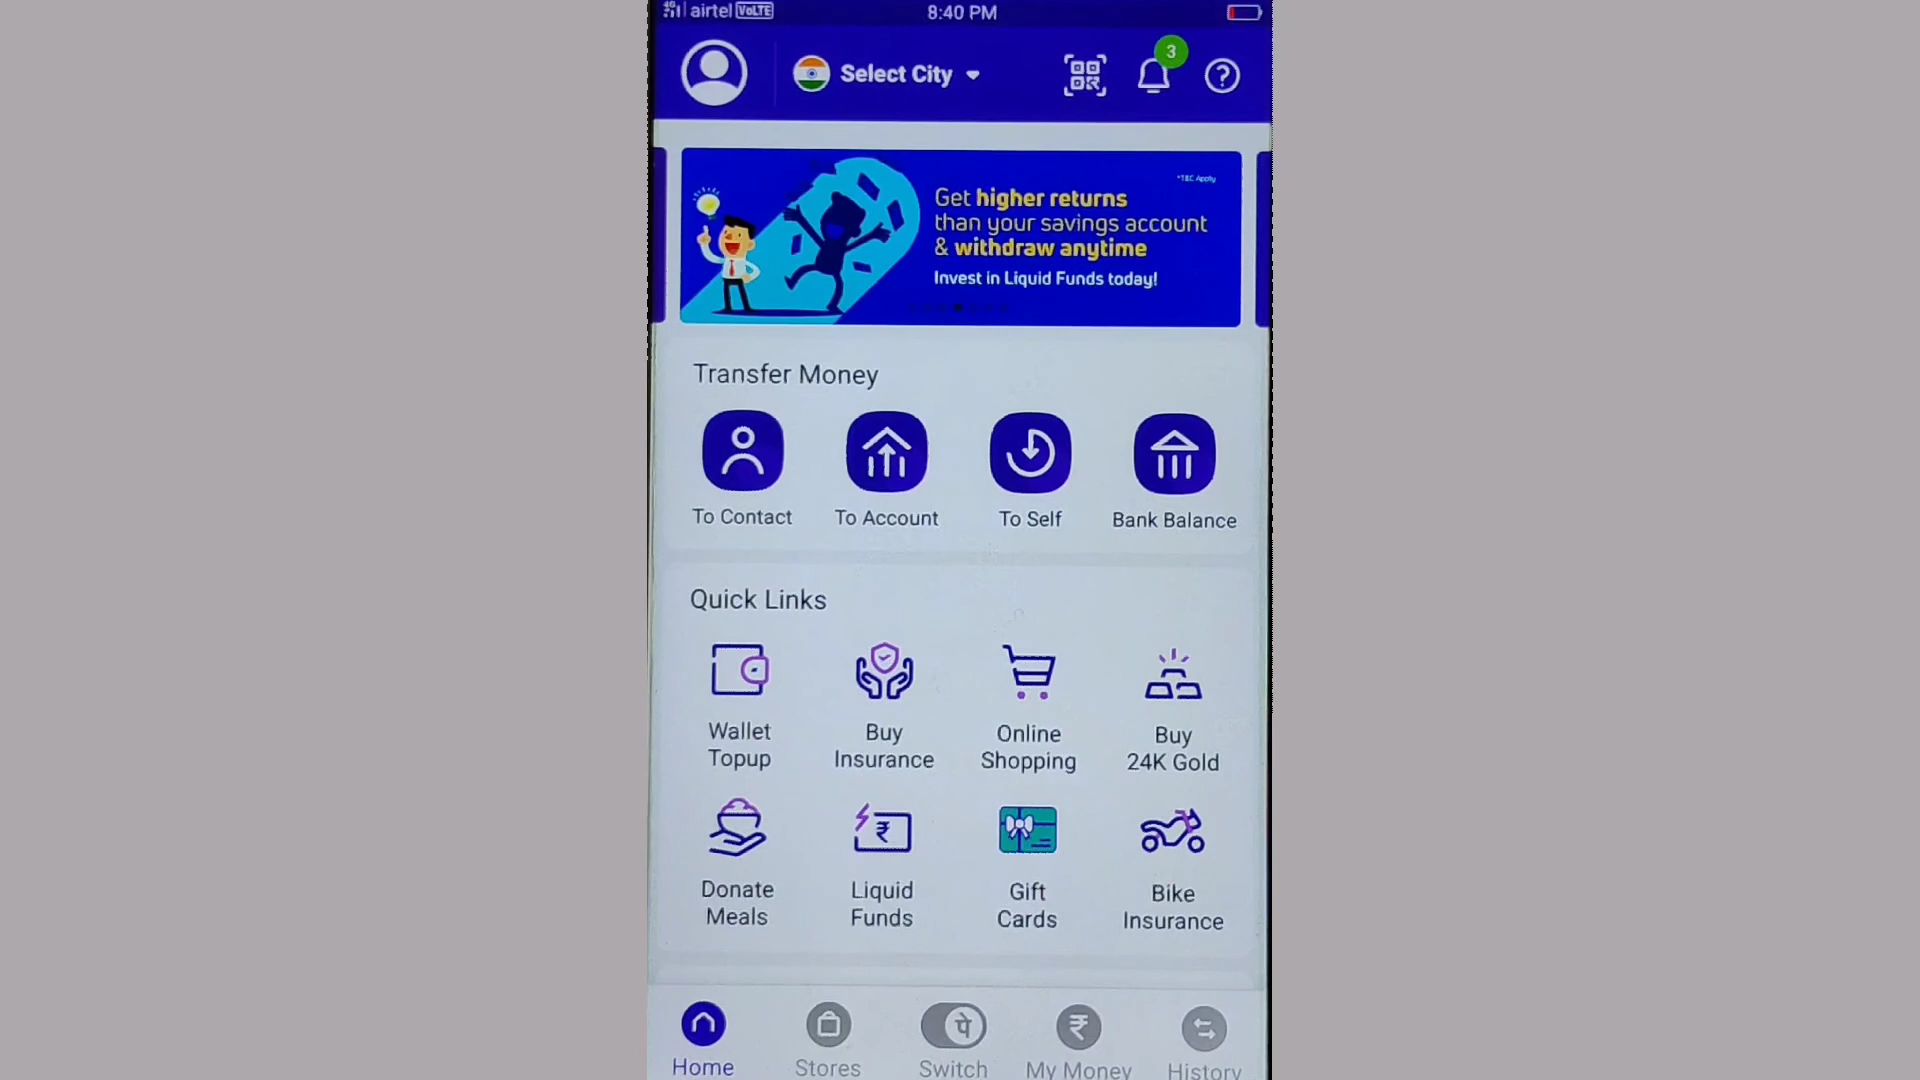 4G airtel VoLTE 8:40 PM
Select City 3
*T&C Apply
Get higher returns
than your savings account
& withdraw anytime
Invest in Liquid Funds today!
Transfer Money
To Contact To Account To Self Bank Balance
Quick Links
Wallet Buy Online Buy
Topup Insurance Shopping 24K Gold
₹
Donate Liquid Gift Bike
Meals Funds Cards Insurance
पे ₹
Home Stores Switch My Money History